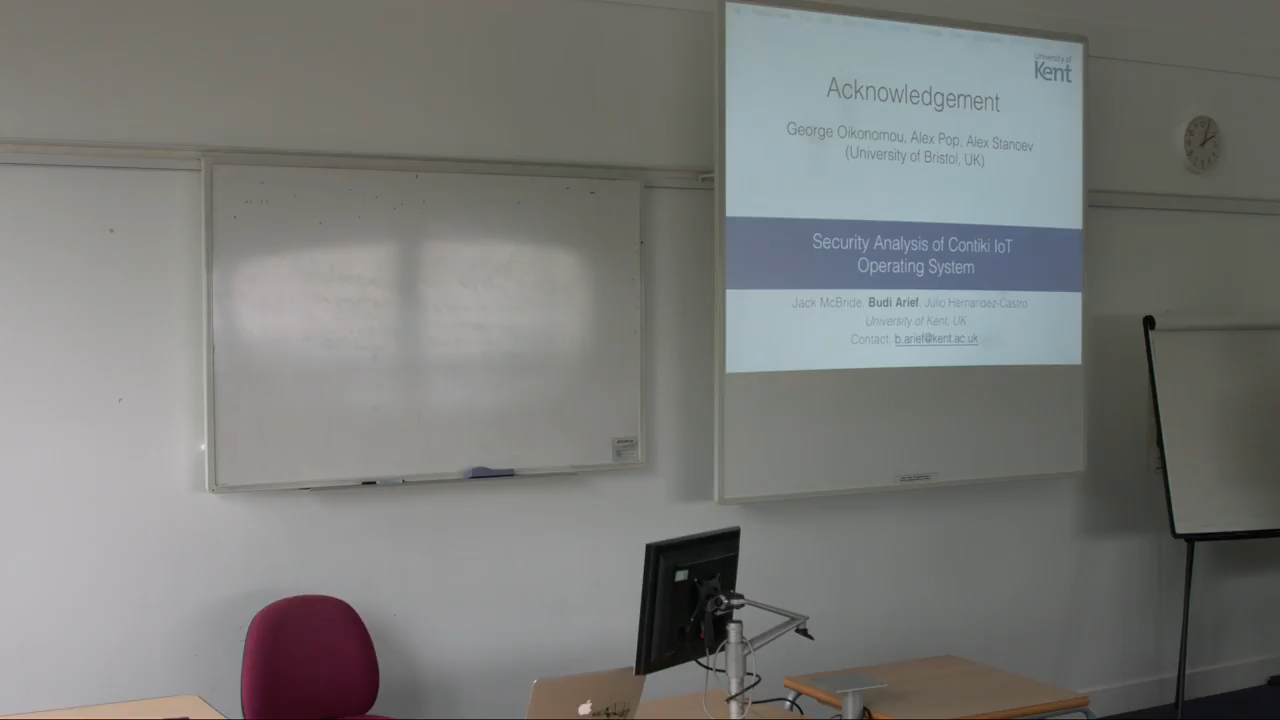 University of
Kent
Acknowledgement
George Oikonomou, Alex Pop, Alex Stanoev
(University of Bristol, UK)
Security Analysis of Contiki IoT
Operating System
Jack McBride, Budi Arief, Julio Hernandez-Castro
University of Kent, UK
Contact: b.arief@kent.ac.uk